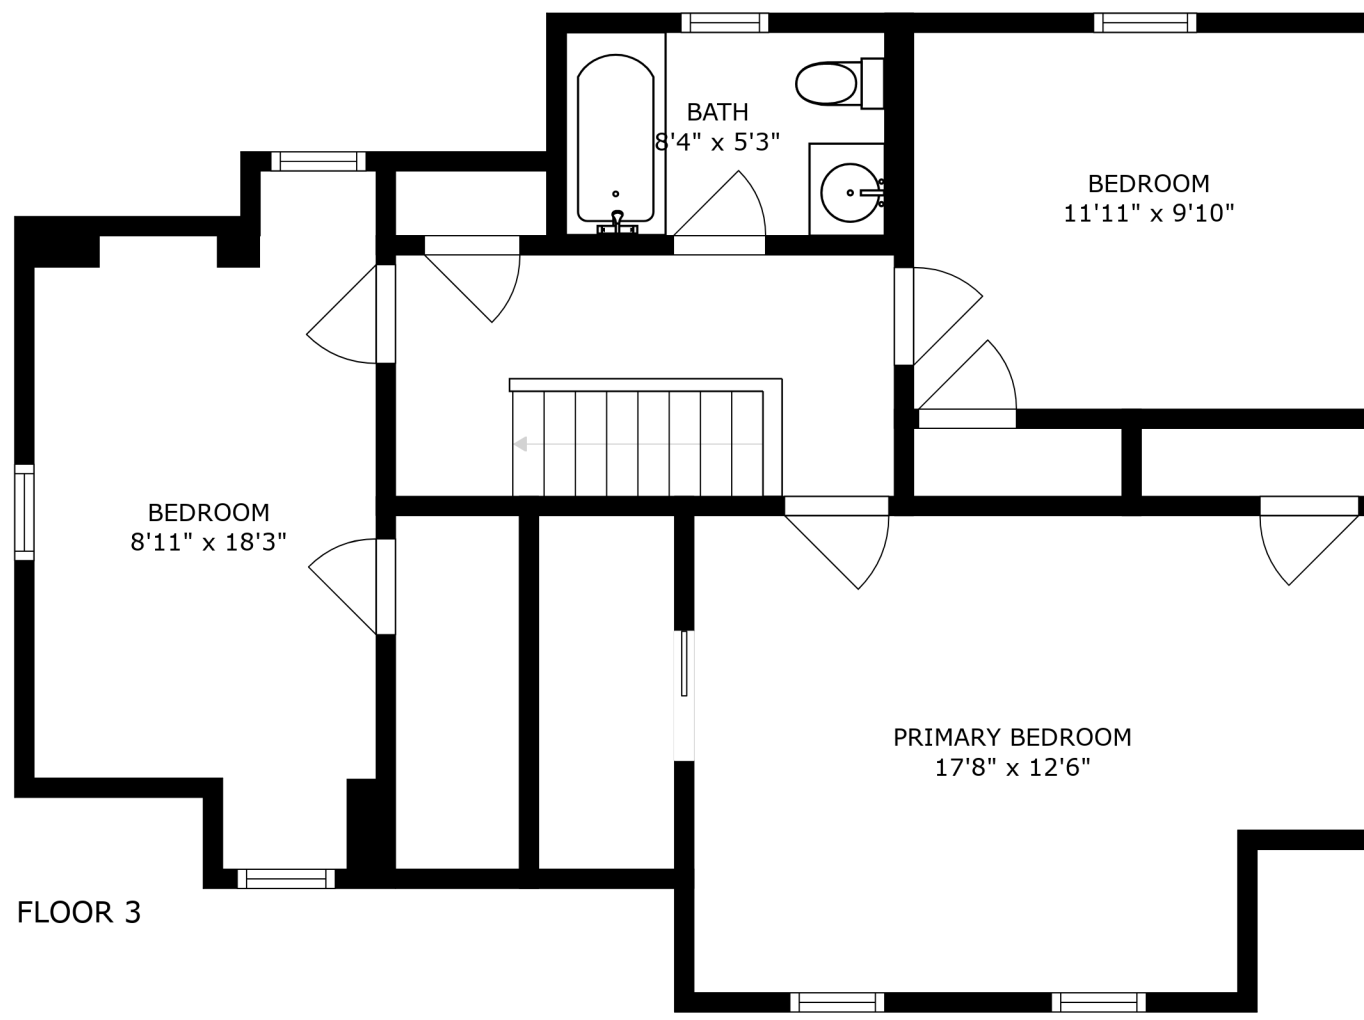 BATH
8'4" x 5'3"
BEDROOM
11'11" x 9'10"
BEDROOM
8'11" x 18'3"
PRIMARY BEDROOM
17'8" x 12'6"
FLOOR 3